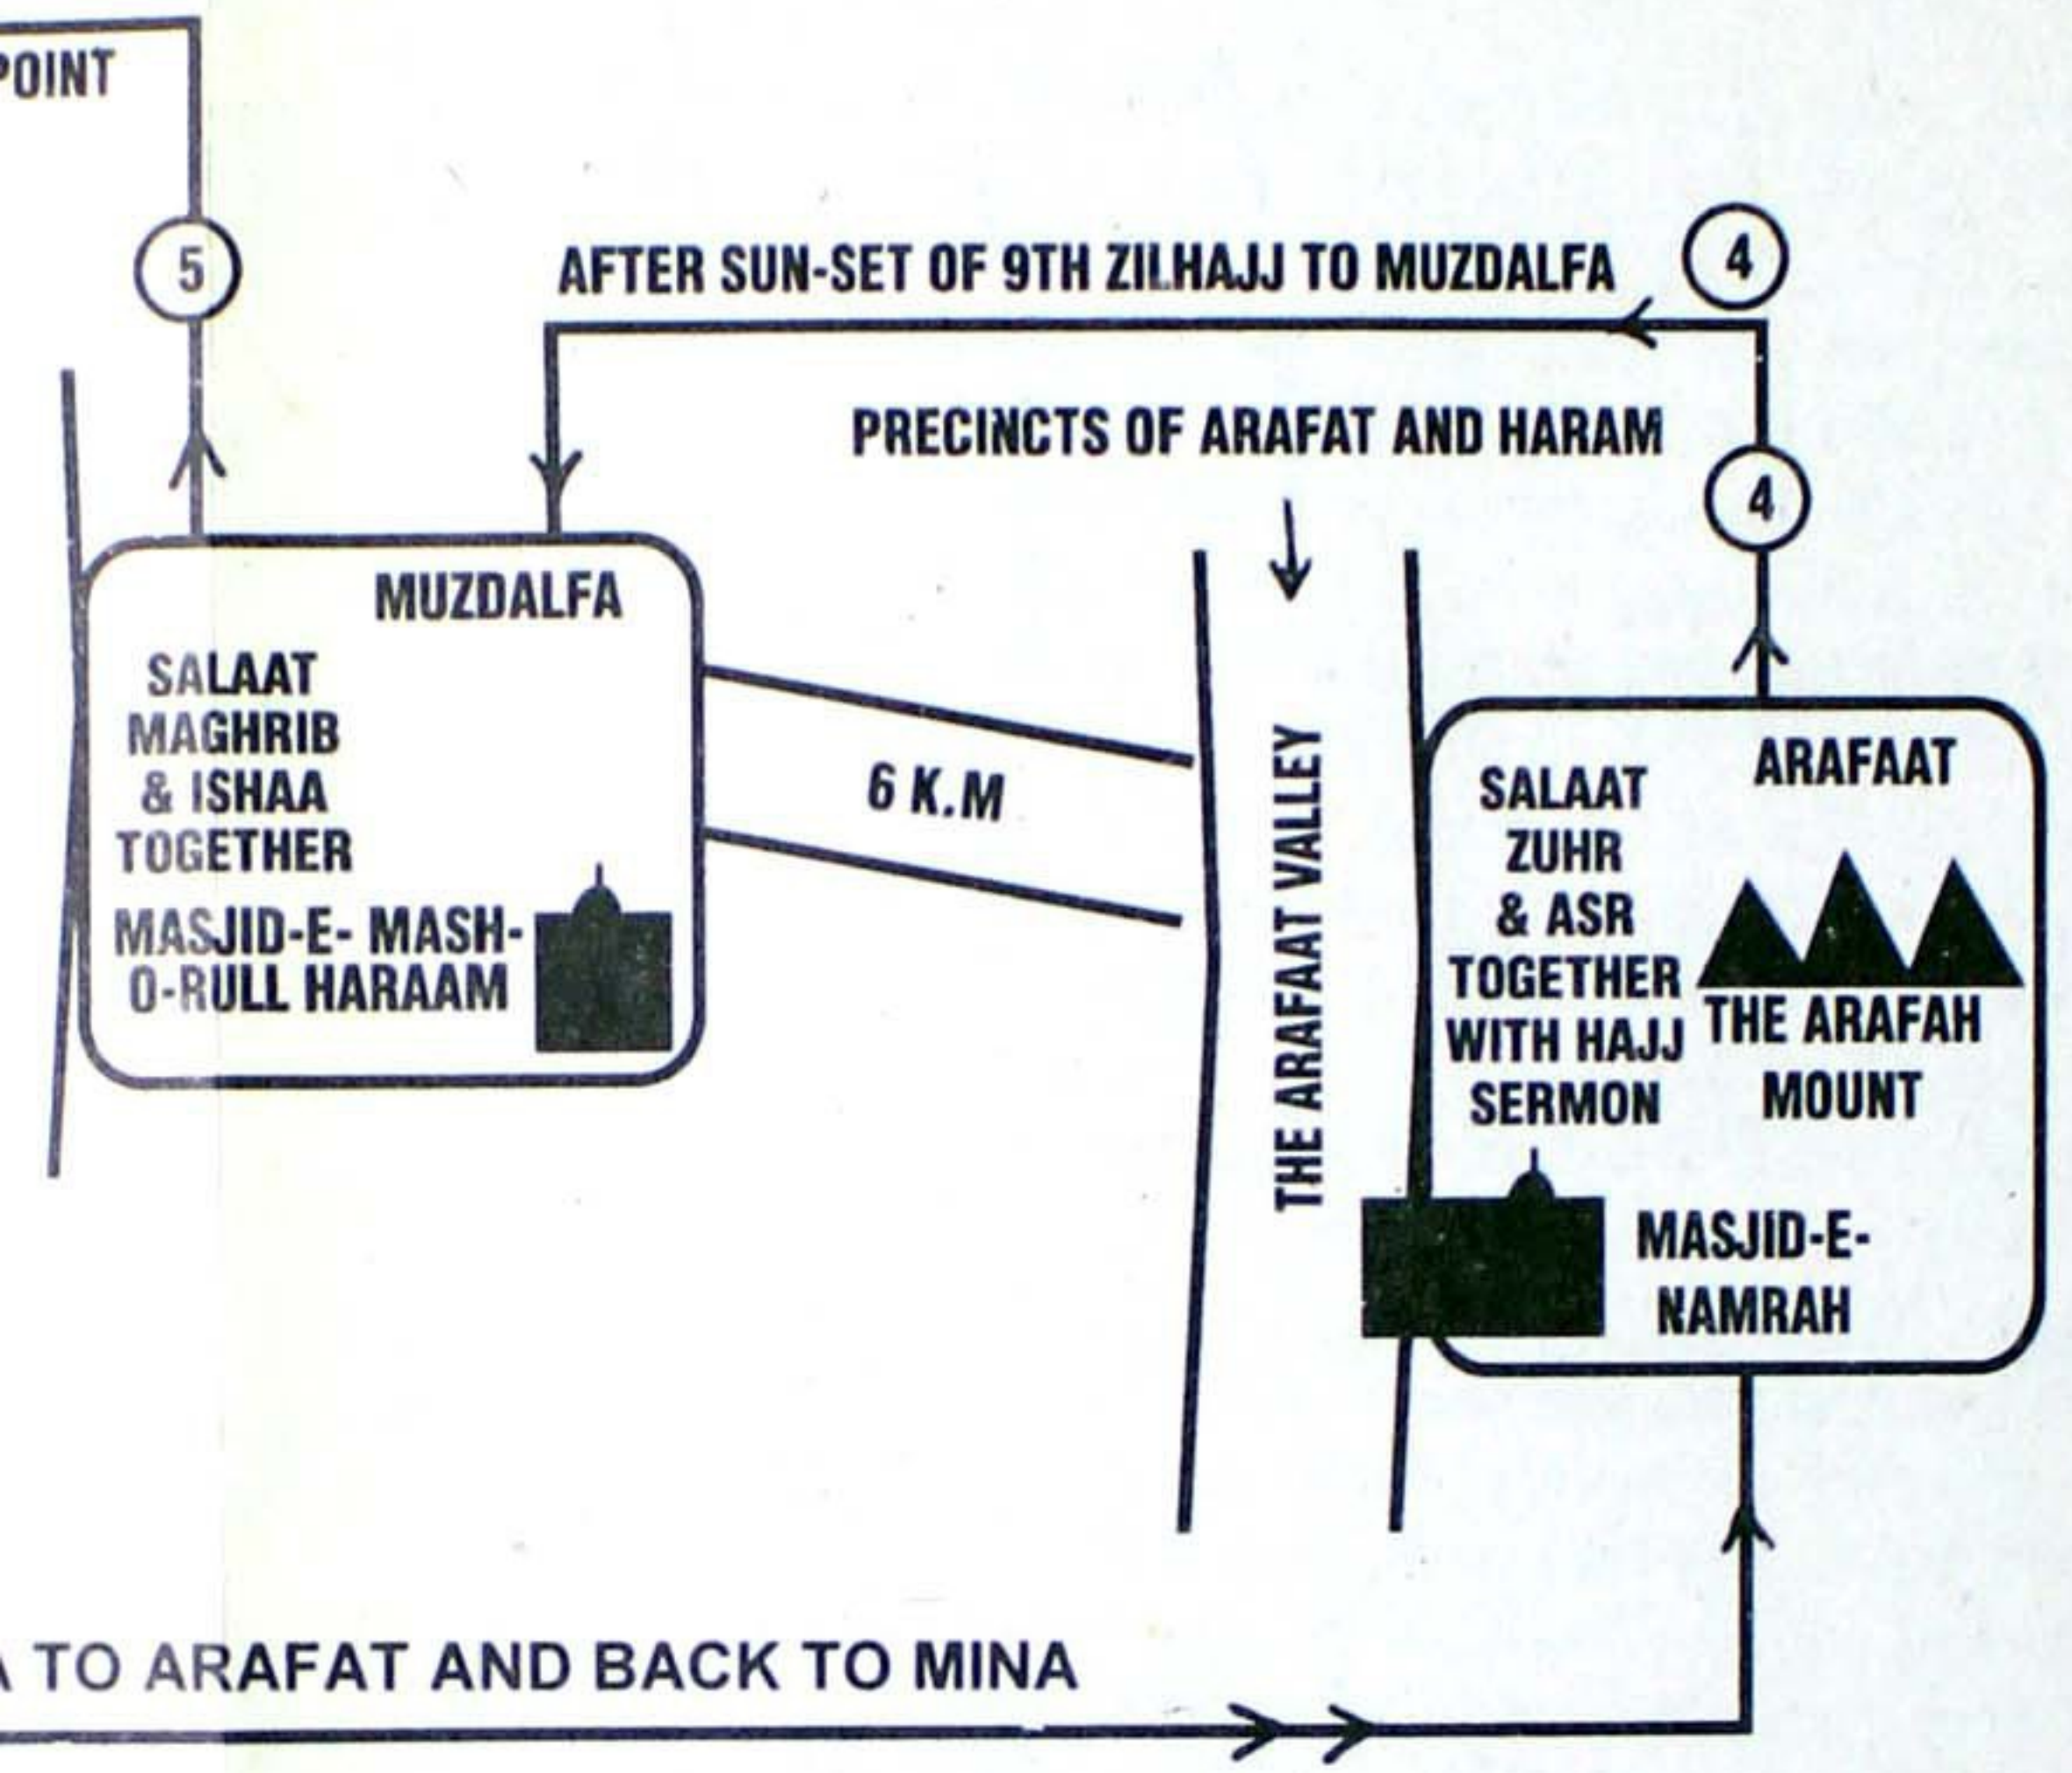 POINT
5
AFTER SUN-SET OF 9TH ZILHAJJ TO MUZDALFA
4
PRECINCTS OF ARAFAT AND HARAM
4
MUZDALFA
SALAAT
MAGHRIB
& ISHAA
TOGETHER
MASJID-E- MASH-
O-RULL HARAAM
6 K.M
THE ARAFAAT VALLEY
ARAFAAT
SALAAT
ZUHR
& ASR
TOGETHER
WITH HAJJ
SERMON
THE ARAFAH
MOUNT
MASJID-E-
NAMRAH
A TO ARAFAT AND BACK TO MINA